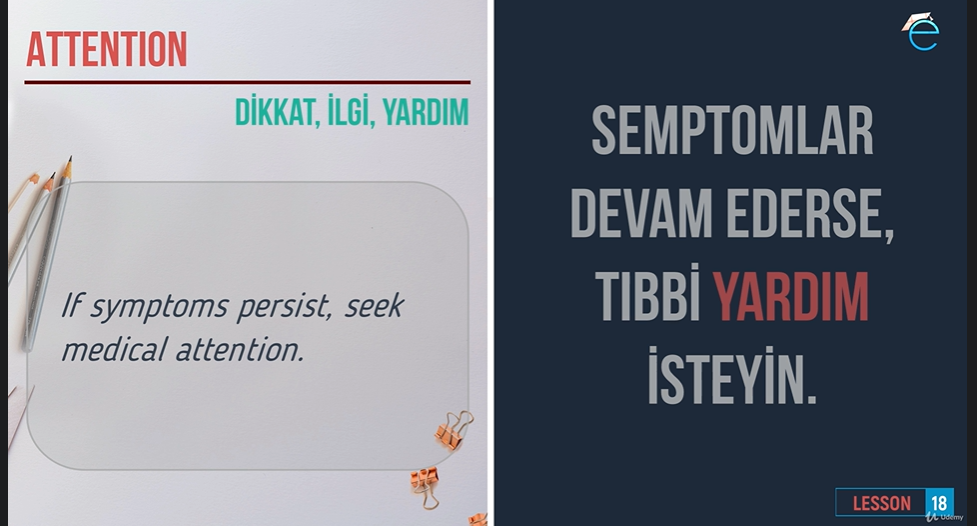 ATTENTION
DİKKAT, İLGİ, YARDIM
If symptoms persist, seek
medical attention.
e
SEMPTOMLAR
DEVAM EDERSE,
TIBBİ YARDIM
İSTEYİN.
LESSON 18
Udemy